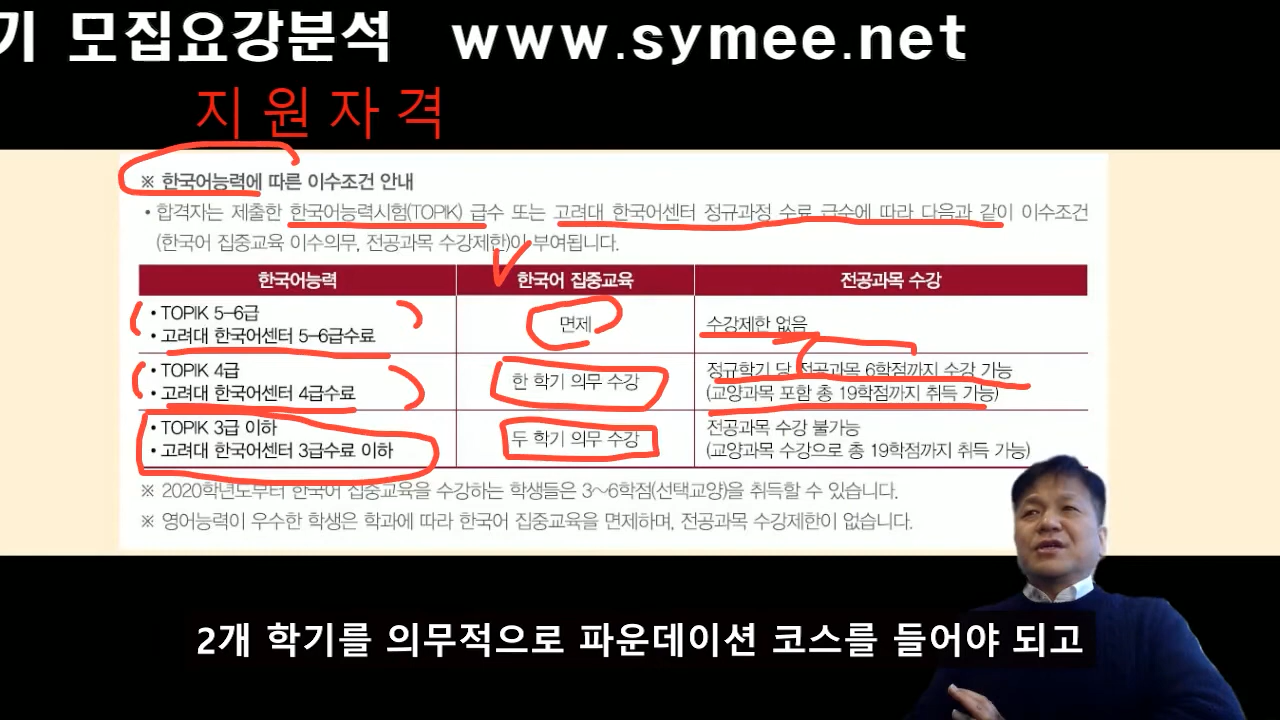 기 모집요강분석 www.symee.net
지원자격
※ 한국어능력에 따른 이수조건 안내
• 합격자는 제출한 한국어능력시험(TOPIK) 급수 또는 고려대 한국어센터 정규과정 수료 급수에 따라 다음과 같이 이수조건
(한국어 집중교육 이수의무, 전공과목 수강제한)이 부여됩니다.
한국어능력 한국어 집중교육 전공과목 수강
• TOPIK 5-6급
• 고려대 한국어센터 5-6급수료
면제
수강제한 없음
• TOPIK 4급
• 고려대 한국어센터 4급수료
한 학기 의무 수강
정규학기 당 전공과목 6학점까지 수강 가능
(교양과목 포함 총 19학점까지 취득 가능)
• TOPIK 3급 이하
• 고려대 한국어센터 3급수료 이하
두 학기 의무 수강
전공과목 수강 불가능
(교양과목 수강으로 총 19학점까지 취득 가능)
※ 2020학년도부터 한국어 집중교육을 수강하는 학생들은 3~6학점(선택교양)을 취득할 수 있습니다.
※ 영어능력이 우수한 학생은 학과에 따라 한국어 집중교육을 면제하며, 전공과목 수강제한이 없습니다.
2개 학기를 의무적으로 파운데이션 코스를 들어야 되고